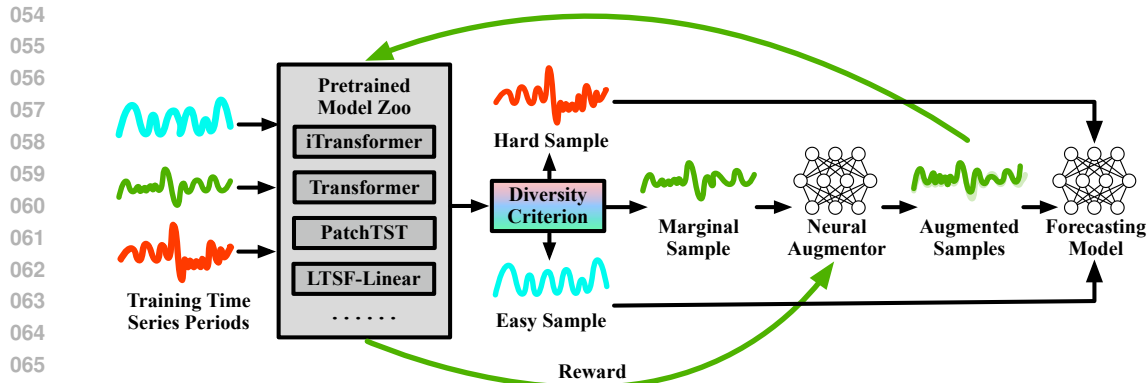 054
055
056
057
058
059
060
061
062
063
064
065
Pretrained
Model Zoo
iTransformer
Transformer
PatchTST
LTSF-Linear
......
Training Time
Series Periods
Hard Sample
Diversity
Criterion
Easy Sample
Marginal
Sample
Neural
Augmentor
Augmented
Samples
Forecasting
Model
Reward